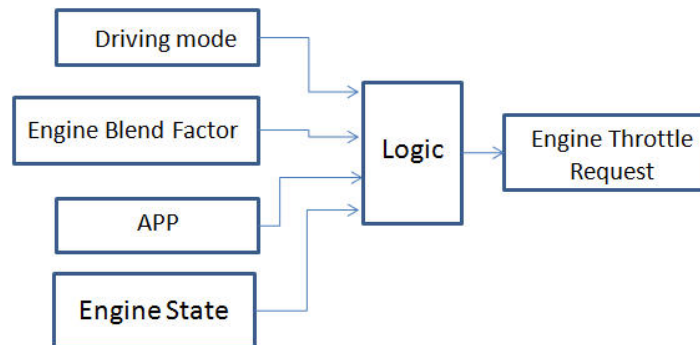 Driving mode
Engine Blend Factor
APP
Engine State
Logic
Engine Throttle
Request